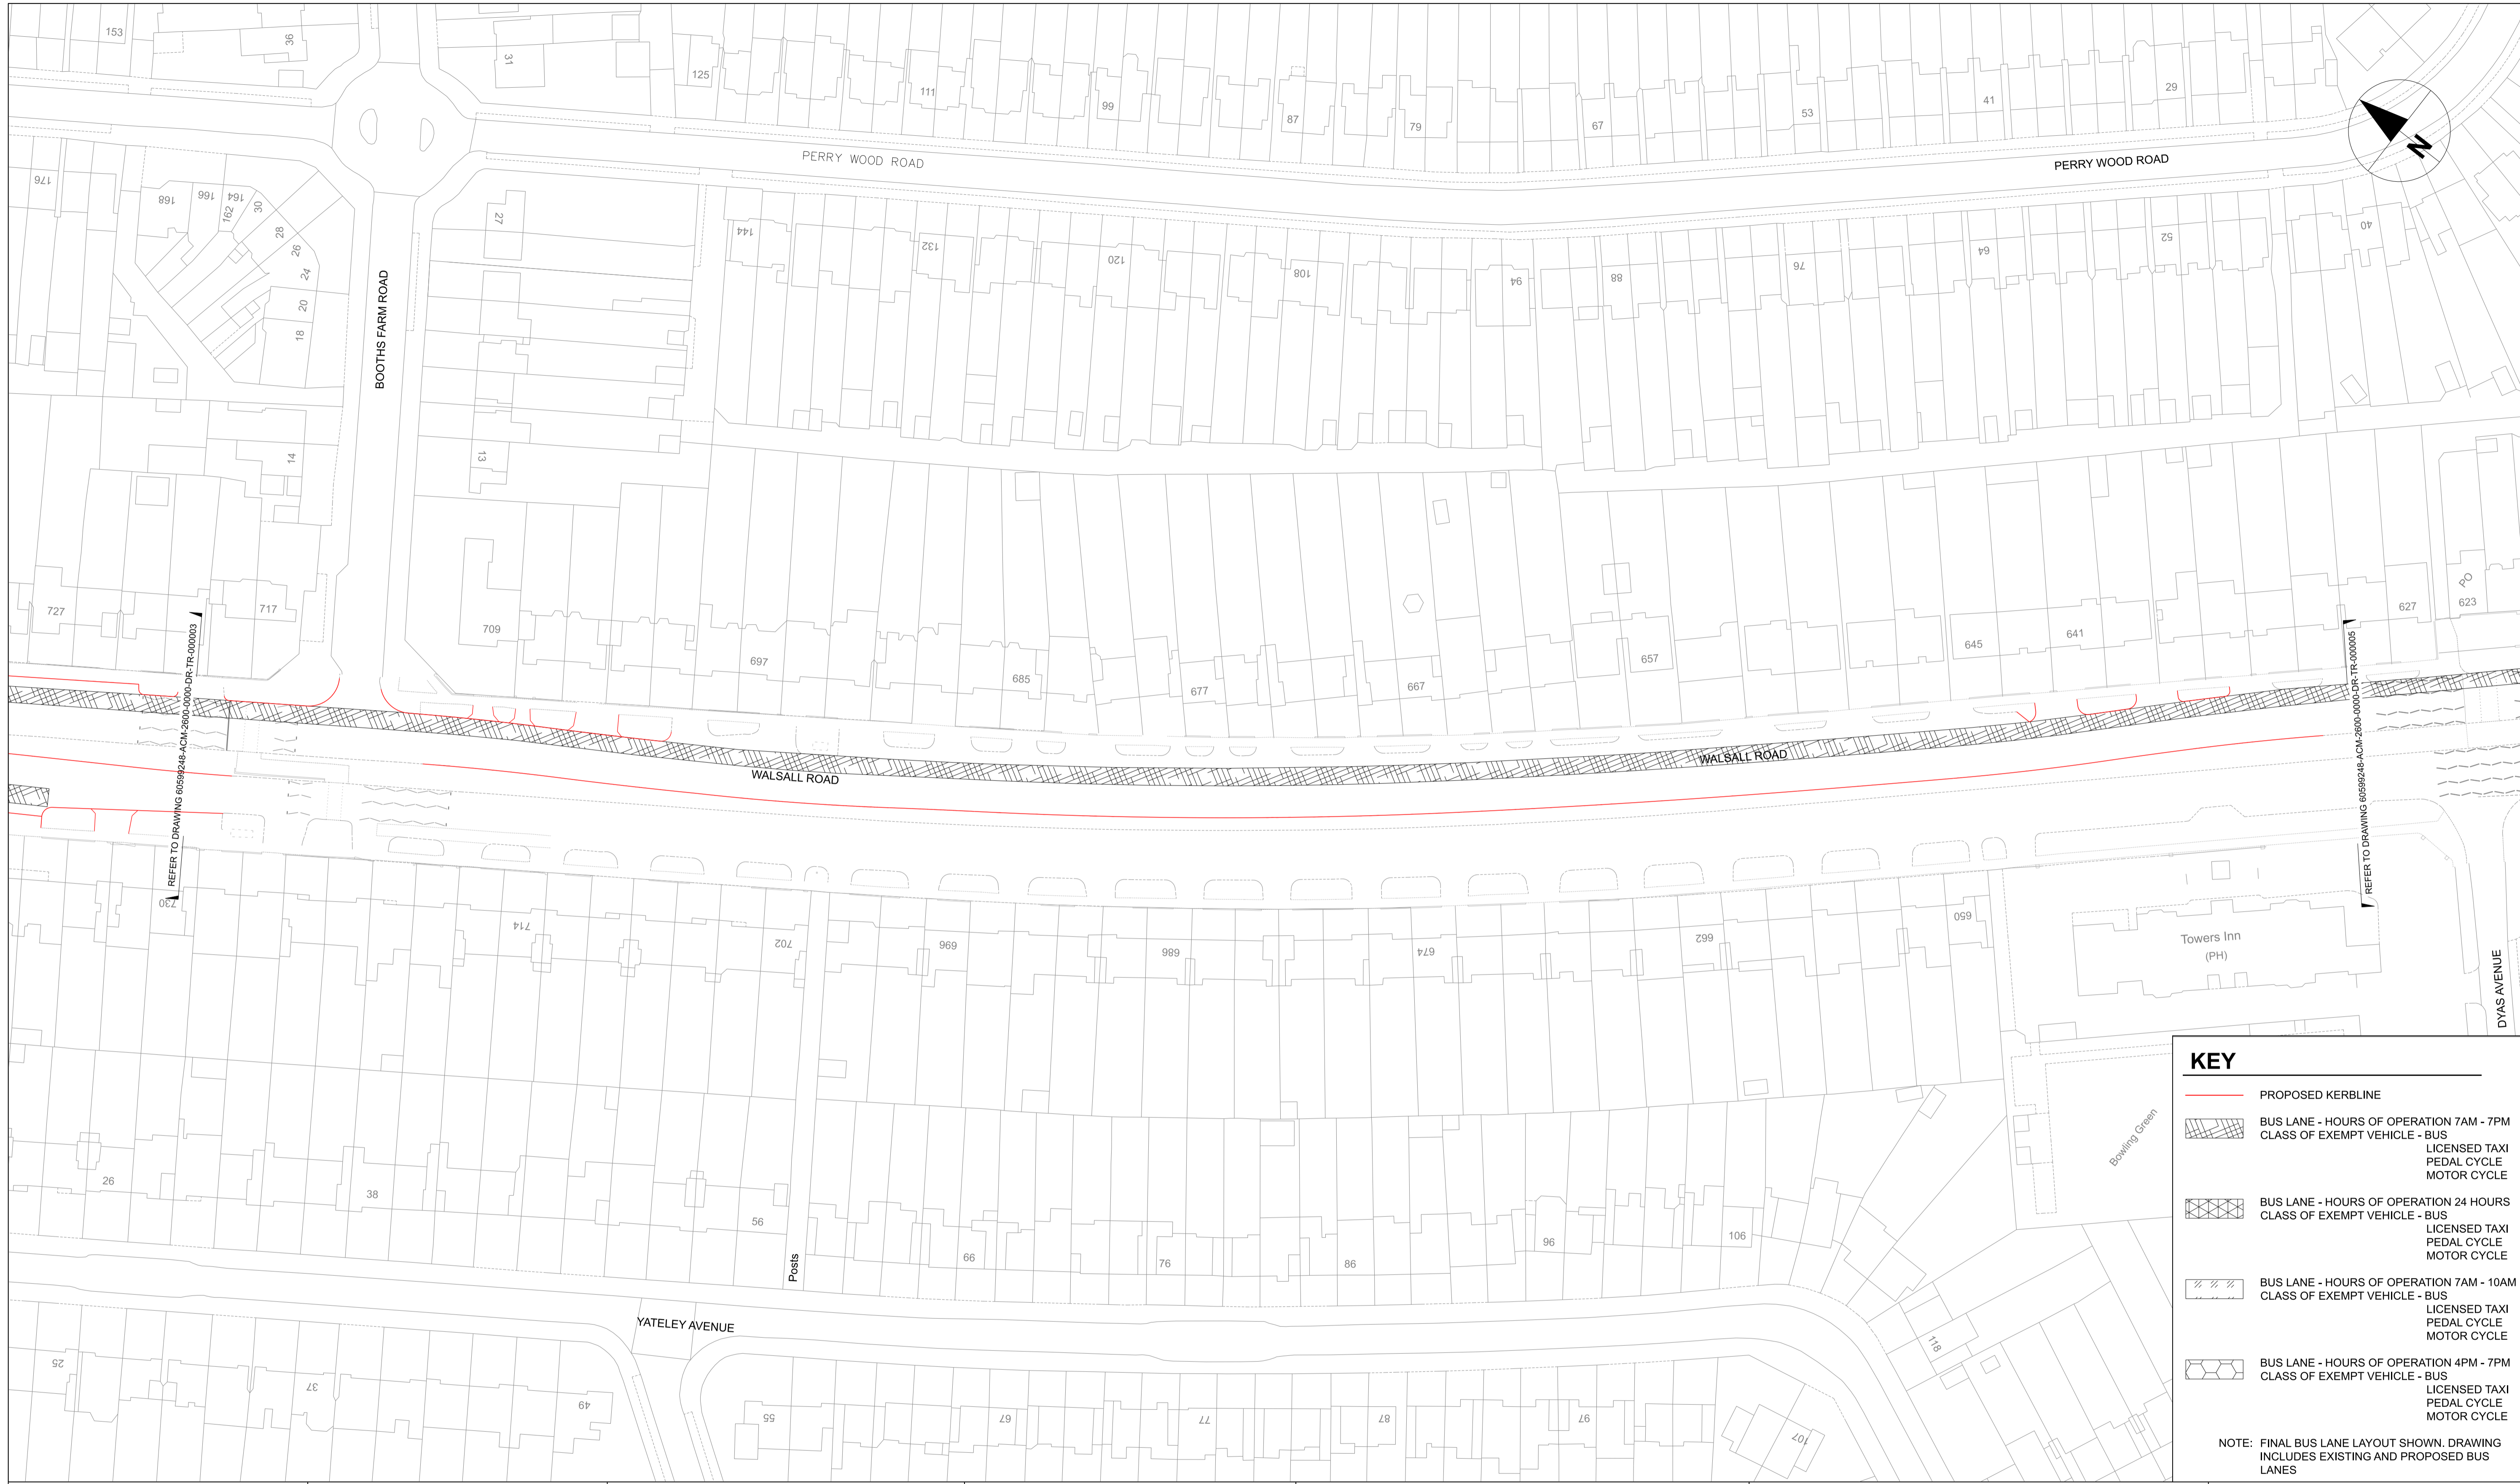 153
36
31
125
111
99
87
79
67
53
41
29
N
PERRY WOOD ROAD
PERRY WOOD ROAD
176
168
166
164
162
30
28
26
24
20
18
27
144
132
120
108
94
88
76
64
52
40
BOOTHS FARM ROAD
14
13
727
717
709
697
685
677
667
657
645
641
627
623
PO
REFER TO DRAWING 60599248-ACM-2600-0000-DR-TR-000003
REFER TO DRAWING 60599248-ACM-2600-0000-DR-TR-000005
WALSALL ROAD
WALSALL ROAD
730
714
702
696
686
674
662
650
Towers Inn
(PH)
DYAS AVENUE
Bowling Green
26
38
56
Posts
66
76
86
96
106
118
YATELEY AVENUE
25
37
49
55
67
77
87
97
107
KEY
PROPOSED KERBLINE
BUS LANE - HOURS OF OPERATION 7AM - 7PM
CLASS OF EXEMPT VEHICLE - BUS
LICENSED TAXI
PEDAL CYCLE
MOTOR CYCLE
BUS LANE - HOURS OF OPERATION 24 HOURS
CLASS OF EXEMPT VEHICLE - BUS
LICENSED TAXI
PEDAL CYCLE
MOTOR CYCLE
BUS LANE - HOURS OF OPERATION 7AM - 10AM
CLASS OF EXEMPT VEHICLE - BUS
LICENSED TAXI
PEDAL CYCLE
MOTOR CYCLE
BUS LANE - HOURS OF OPERATION 4PM - 7PM
CLASS OF EXEMPT VEHICLE - BUS
LICENSED TAXI
PEDAL CYCLE
MOTOR CYCLE
NOTE: FINAL BUS LANE LAYOUT SHOWN. DRAWING
INCLUDES EXISTING AND PROPOSED BUS
LANES